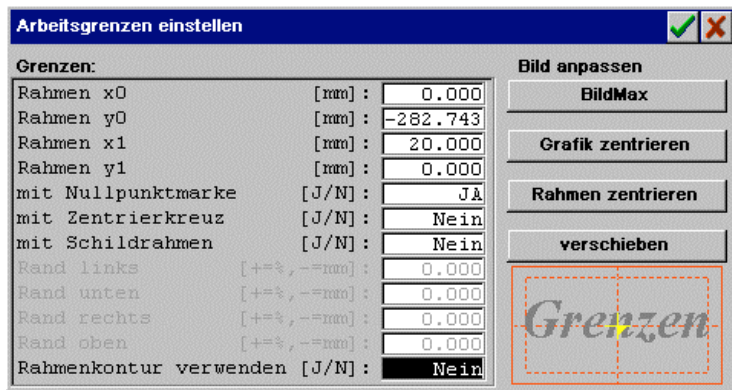 Arbeitsgrenzen einstellen
Grenzen:
Rahmen x0 [mm]: 0.000
Rahmen y0 [mm]: -282.743
Rahmen x1 [mm]: 20.000
Rahmen y1 [mm]: 0.000
mit Nullpunktmarke [J/N]: JA
mit Zentrierkreuz [J/N]: Nein
mit Schildrahmen [J/N]: Nein
Rand links [+=%,-=mm]: 0.000
Rand unten [+=%,-=mm]: 0.000
Rand rechts [+=%,-=mm]: 0.000
Rand oben [+=%,-=mm]: 0.000
Rahmenkontur verwenden [J/N]: Nein
Bild anpassen
BildMax
Grafik zentrieren
Rahmen zentrieren
verschieben
Grenzen